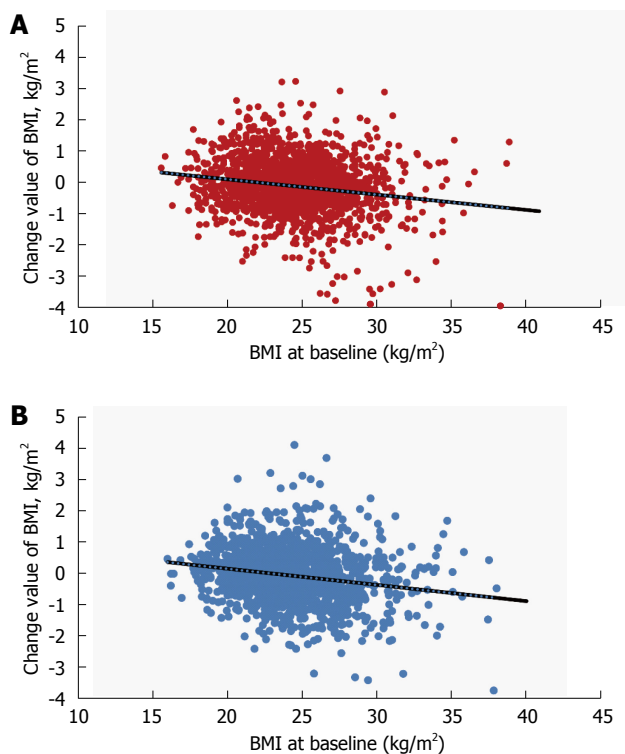 A
Change value of BMI, kg/m²
5
4
3
2
1
0
-1
-2
-3
-4
10 15 20 25 30 35 40 45
BMI at baseline (kg/m²)
B
Change value of BMI, kg/m²
5
4
3
2
1
0
-1
-2
-3
-4
10 15 20 25 30 35 40 45
BMI at baseline (kg/m²)